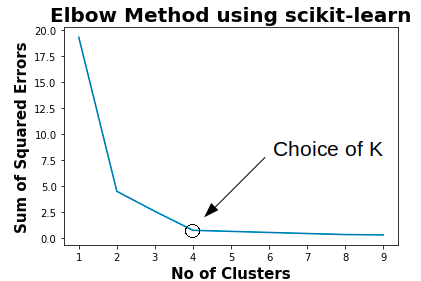 Elbow Method using scikit-learn
20.0
17.5
15.0
12.5
10.0
7.5
5.0
2.5
0.0
Sum of Squared Errors
Choice of K
1 2 3 4 5 6 7 8 9
No of Clusters